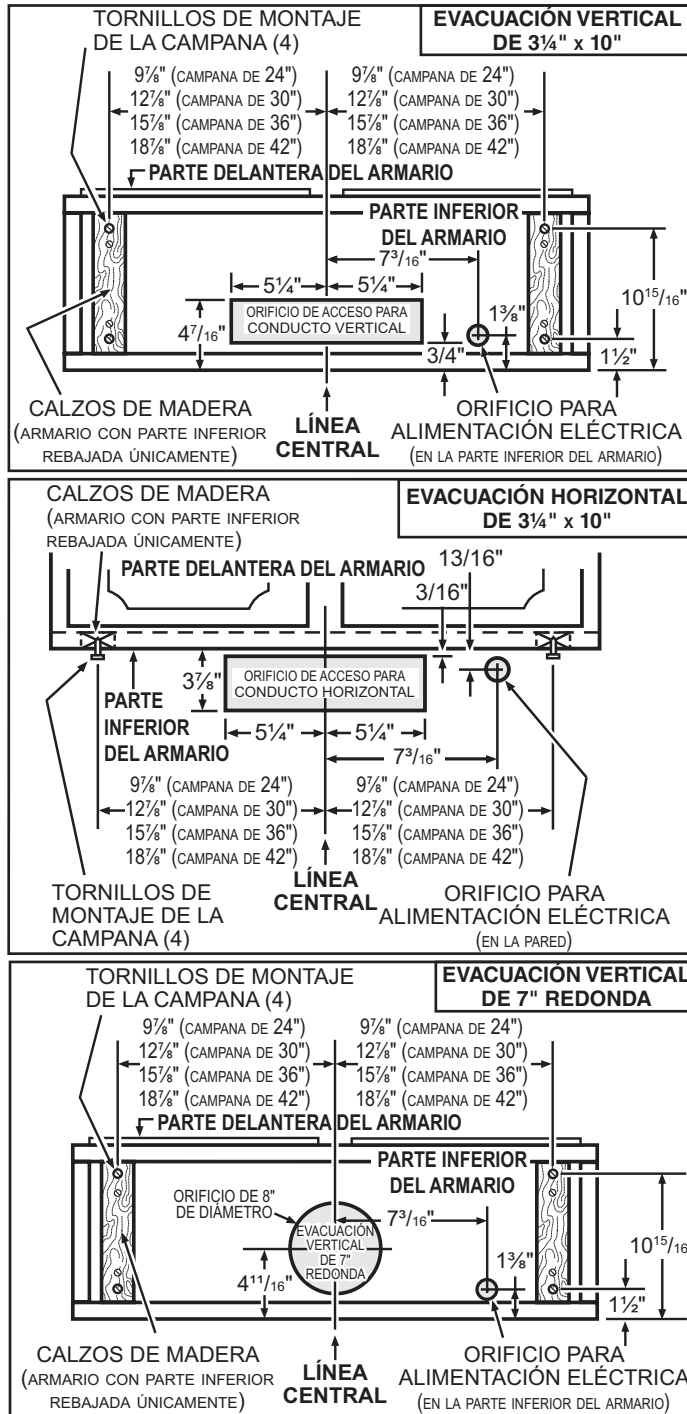 TORNILLOS DE MONTAJE
DE LA CAMPANA (4)
EVACUACIÓN VERTICAL
DE 3¼" x 10"
9⅞" (CAMPANA DE 24")
12⅞" (CAMPANA DE 30")
15⅞" (CAMPANA DE 36")
18⅞" (CAMPANA DE 42")
9⅞" (CAMPANA DE 24")
12⅞" (CAMPANA DE 30")
15⅞" (CAMPANA DE 36")
18⅞" (CAMPANA DE 42")
PARTE DELANTERA DEL ARMARIO
PARTE INFERIOR
DEL ARMARIO
7³/₁₆"
5¼"
5¼"
10¹⁵/₁₆"
ORIFICIO DE ACCESO PARA
CONDUCTO VERTICAL
4⁷/₁₆"
1⅜"
3/4"
1½"
CALZOS DE MADERA
(ARMARIO CON PARTE INFERIOR
REBAJADA ÚNICAMENTE)
LÍNEA
CENTRAL
ORIFICIO PARA
ALIMENTACIÓN ELÉCTRICA
(EN LA PARTE INFERIOR DEL ARMARIO)
CALZOS DE MADERA
(ARMARIO CON PARTE INFERIOR
REBAJADA ÚNICAMENTE)
EVACUACIÓN HORIZONTAL
DE 3¼" x 10"
PARTE DELANTERA DEL ARMARIO
13/16"
3/16"
3⅞"
ORIFICIO DE ACCESO PARA
CONDUCTO HORIZONTAL
PARTE
INFERIOR
DEL ARMARIO
5¼"
5¼"
7³/₁₆"
9⅞" (CAMPANA DE 24")
12⅞" (CAMPANA DE 30")
15⅞" (CAMPANA DE 36")
18⅞" (CAMPANA DE 42")
9⅞" (CAMPANA DE 24")
12⅞" (CAMPANA DE 30")
15⅞" (CAMPANA DE 36")
18⅞" (CAMPANA DE 42")
TORNILLOS DE
MONTAJE DE LA
CAMPANA (4)
LÍNEA
CENTRAL
ORIFICIO PARA
ALIMENTACIÓN ELÉCTRICA
(EN LA PARED)
TORNILLOS DE MONTAJE
DE LA CAMPANA (4)
EVACUACIÓN VERTICAL
DE 7" REDONDA
9⅞" (CAMPANA DE 24")
12⅞" (CAMPANA DE 30")
15⅞" (CAMPANA DE 36")
18⅞" (CAMPANA DE 42")
9⅞" (CAMPANA DE 24")
12⅞" (CAMPANA DE 30")
15⅞" (CAMPANA DE 36")
18⅞" (CAMPANA DE 42")
PARTE DELANTERA DEL ARMARIO
PARTE INFERIOR
DEL ARMARIO
ORIFICIO DE 8"
DE DIÁMETRO
7³/₁₆"
EVACUACIÓN
VERTICAL
DE 7"
REDONDA
10¹⁵/₁₆
1⅜"
4¹¹/₁₆"
1½"
CALZOS DE MADERA
(ARMARIO CON PARTE INFERIOR
REBAJADA ÚNICAMENTE)
LÍNEA
CENTRAL
ORIFICIO PARA
ALIMENTACIÓN ELÉCTRICA
(EN LA PARTE INFERIOR DEL ARMARIO)